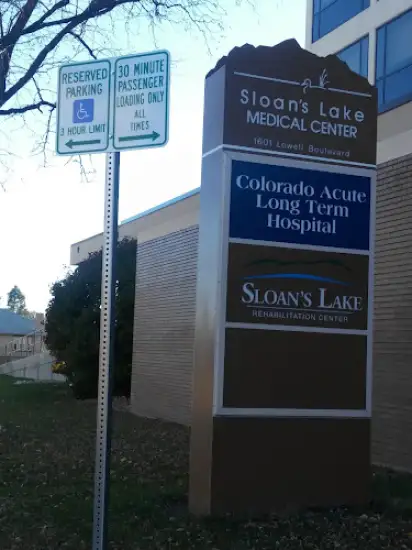 RESERVED
PARKING
3 HOUR LIMIT
30 MINUTE
PASSENGER
LOADING ONLY
ALL
TIMES
Sloan's Lake
MEDICAL CENTER
1601 Lowell Boulevard
Colorado Acute
Long Term
Hospital
SLOAN'S LAKE
REHABILITATION CENTER